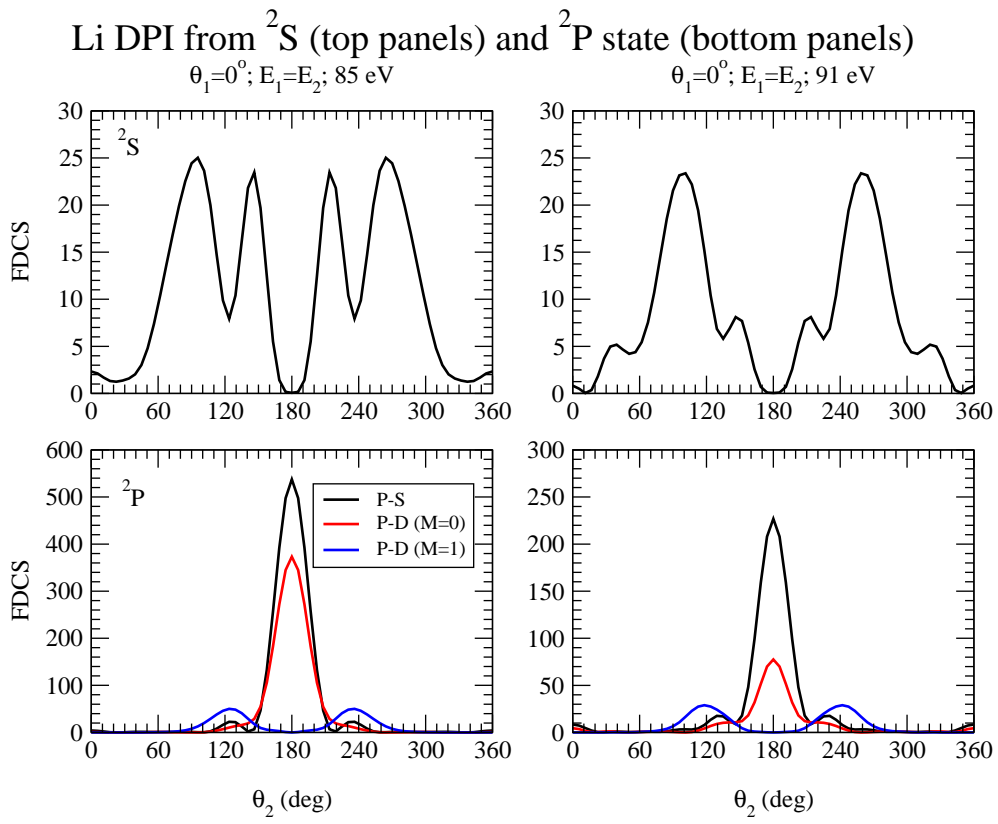 Li DPI from ²S (top panels) and ²P state (bottom panels)
θ₁=0°; E₁=E₂; 85 eV
θ₁=0°; E₁=E₂; 91 eV
FDCS
30
25
20
15
10
5
0
²S
0 60 120 180 240 300 360
30
25
20
15
10
5
0
0 60 120 180 240 300 360
FDCS
600
500
400
300
200
100
0
²P
P-S
P-D (M=0)
P-D (M=1)
0 60 120 180 240 300 360
θ₂ (deg)
300
250
200
150
100
50
0
0 60 120 180 240 300 360
θ₂ (deg)